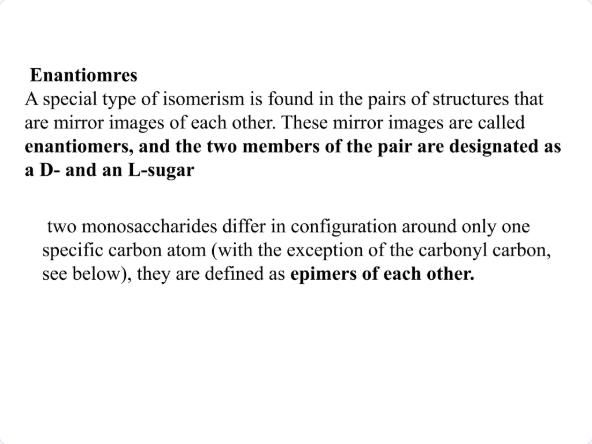 Enantiomres
A special type of isomerism is found in the pairs of structures that
are mirror images of each other. These mirror images are called
enantiomers, and the two members of the pair are designated as
a D- and an L-sugar
two monosaccharides differ in configuration around only one
specific carbon atom (with the exception of the carbonyl carbon,
see below), they are defined as epimers of each other.